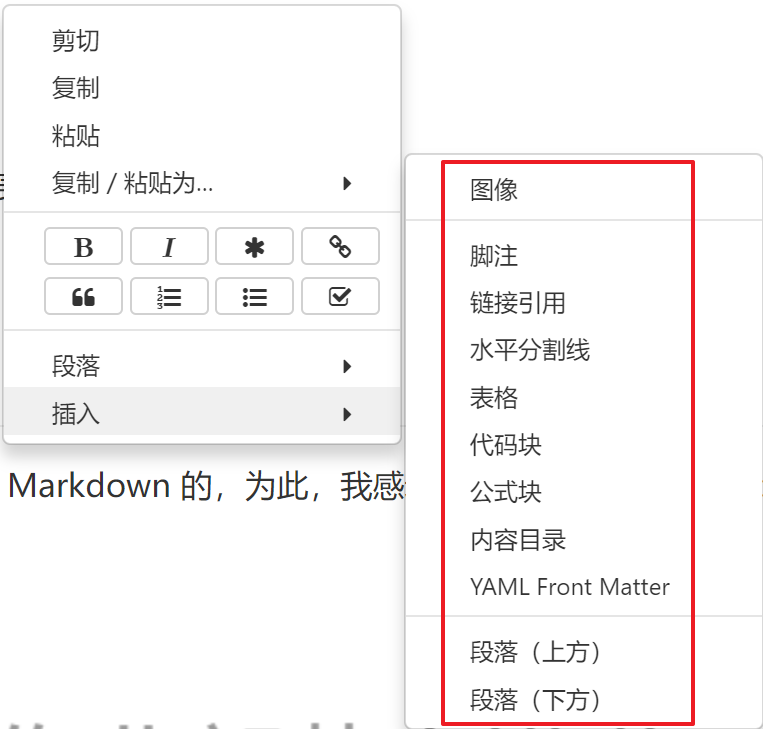 剪切
复制
粘贴
复制 / 粘贴为...
B I
段落
插入
图像
脚注
链接引用
水平分割线
表格
代码块
公式块
内容目录
YAML Front Matter
段落（上方）
段落（下方）
Markdown 的，为此，我感